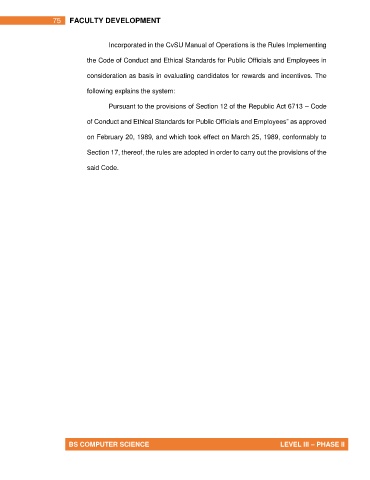 75 FACULTY DEVELOPMENT
Incorporated in the CvSU Manual of Operations is the Rules Implementing
the Code of Conduct and Ethical Standards for Public Officials and Employees in
consideration as basis in evaluating candidates for rewards and incentives. The
following explains the system:
Pursuant to the provisions of Section 12 of the Republic Act 6713 – Code
of Conduct and Ethical Standards for Public Officials and Employees” as approved
on February 20, 1989, and which took effect on March 25, 1989, conformably to
Section 17, thereof, the rules are adopted in order to carry out the provisions of the
said Code.
BS COMPUTER SCIENCE LEVEL III – PHASE II